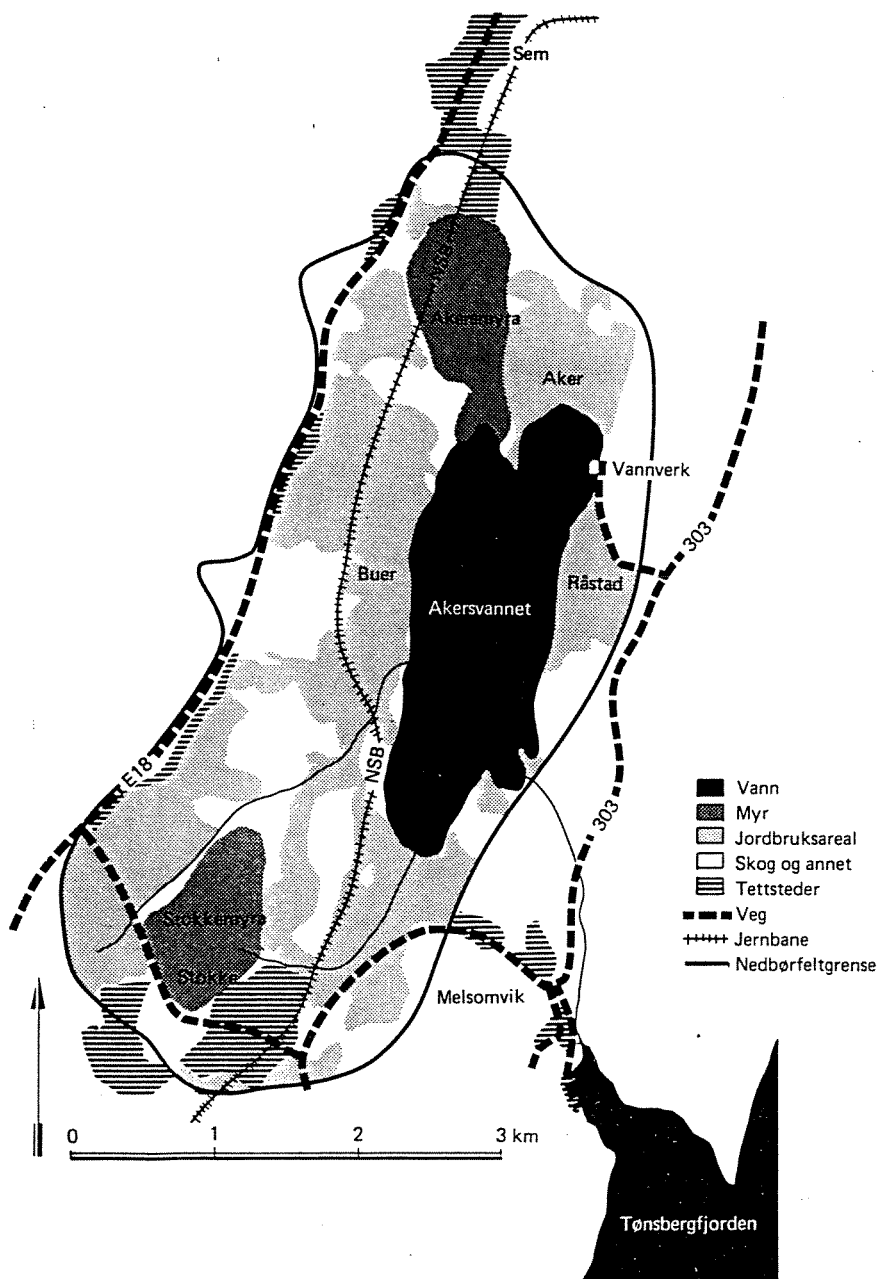 Sem
NSB
Akersmyra
Aker
Vannverk
303
Buer
Råstad
Akersvannet
NSB
E18
303
Vann
Myr
Jordbruksareal
Skog og annet
Tettsteder
Veg
Jernbane
Nedbørfeltgrense
Stokkemyra
Stokke
Melsomvik
0 1 2 3 km
Tønsbergfjorden